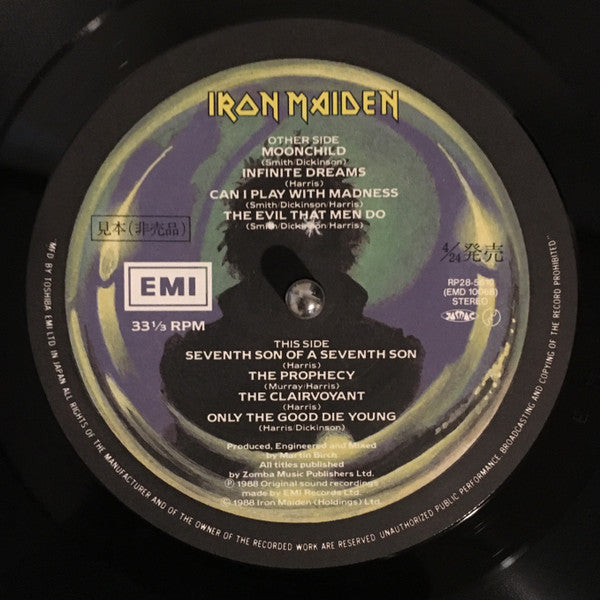 IRON MAIDEN
OTHER SIDE
MOONCHILD
(Smith/Dickinson)
INFINITE DREAMS
(Harris)
CAN I PLAY WITH MADNESS
(Smith/Dickinson/Harris)
THE EVIL THAT MEN DO
(Smith/Dickinson/Harris)
見本(非売品)
4/24発売
EMI
33⅓ RPM
RP28-5610
(EMD 10068)
STEREO
JASRAC
THIS SIDE
SEVENTH SON OF A SEVENTH SON
(Harris)
THE PROPHECY
(Murray/Harris)
THE CLAIRVOYANT
(Harris)
ONLY THE GOOD DIE YOUNG
(Harris/Dickinson)
Produced, Engineered and Mixed
by Martin Birch
All titles published
by Zomba Music Publishers Ltd.
Ⓟ 1988 Original sound recordings
made by EMI Records Ltd.
© 1988 Iron Maiden (Holdings) Ltd.
"MFD BY TOSHIBA EMI LTD. IN JAPAN ALL RIGHTS OF THE MANUFACTURER AND OF THE OWNER OF THE RECORDED WORK ARE RESERVED. UNAUTHORIZED PUBLIC PERFORMANCE, BROADCASTING AND COPYING OF THE RECORD PROHIBITED"